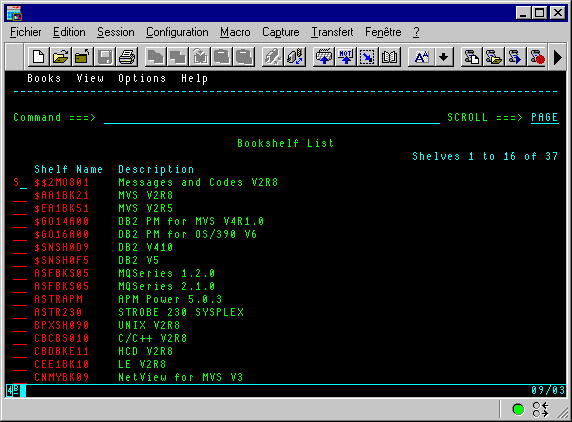 Fichier Edition Session Configuration Macro Capture Transfert Fenêtre ?
NOT A A
Books View Options Help
Command ===> SCROLL ===> PAGE
Bookshelf List
Shelves 1 to 16 of 37
Shelf Name Description
S_ $$2MO801 Messages and Codes V2R8
$AA1BK21 MVS V2R8
$EA1BK51 MVS V2R5
$GO14A00 DB2 PM for MVS V4R1.0
$GO16A00 DB2 PM for OS/390 V6
$SNSH0D9 DB2 V410
$SNSH0F5 DB2 V5
ASFBKS05 MQSeries 1.2.0
ASFBKS05 MQSeries 2.1.0
ASTRAPM APM Power 5.0.3
ASTR230 STROBE 230 SYSPLEX
BPXSH090 UNIX V2R8
CBCBS010 C/C++ V2R8
CBDBKE11 HCD V2R8
CEE1BK10 LE V2R8
CNMYBK09 NetView for MVS V3
09/03